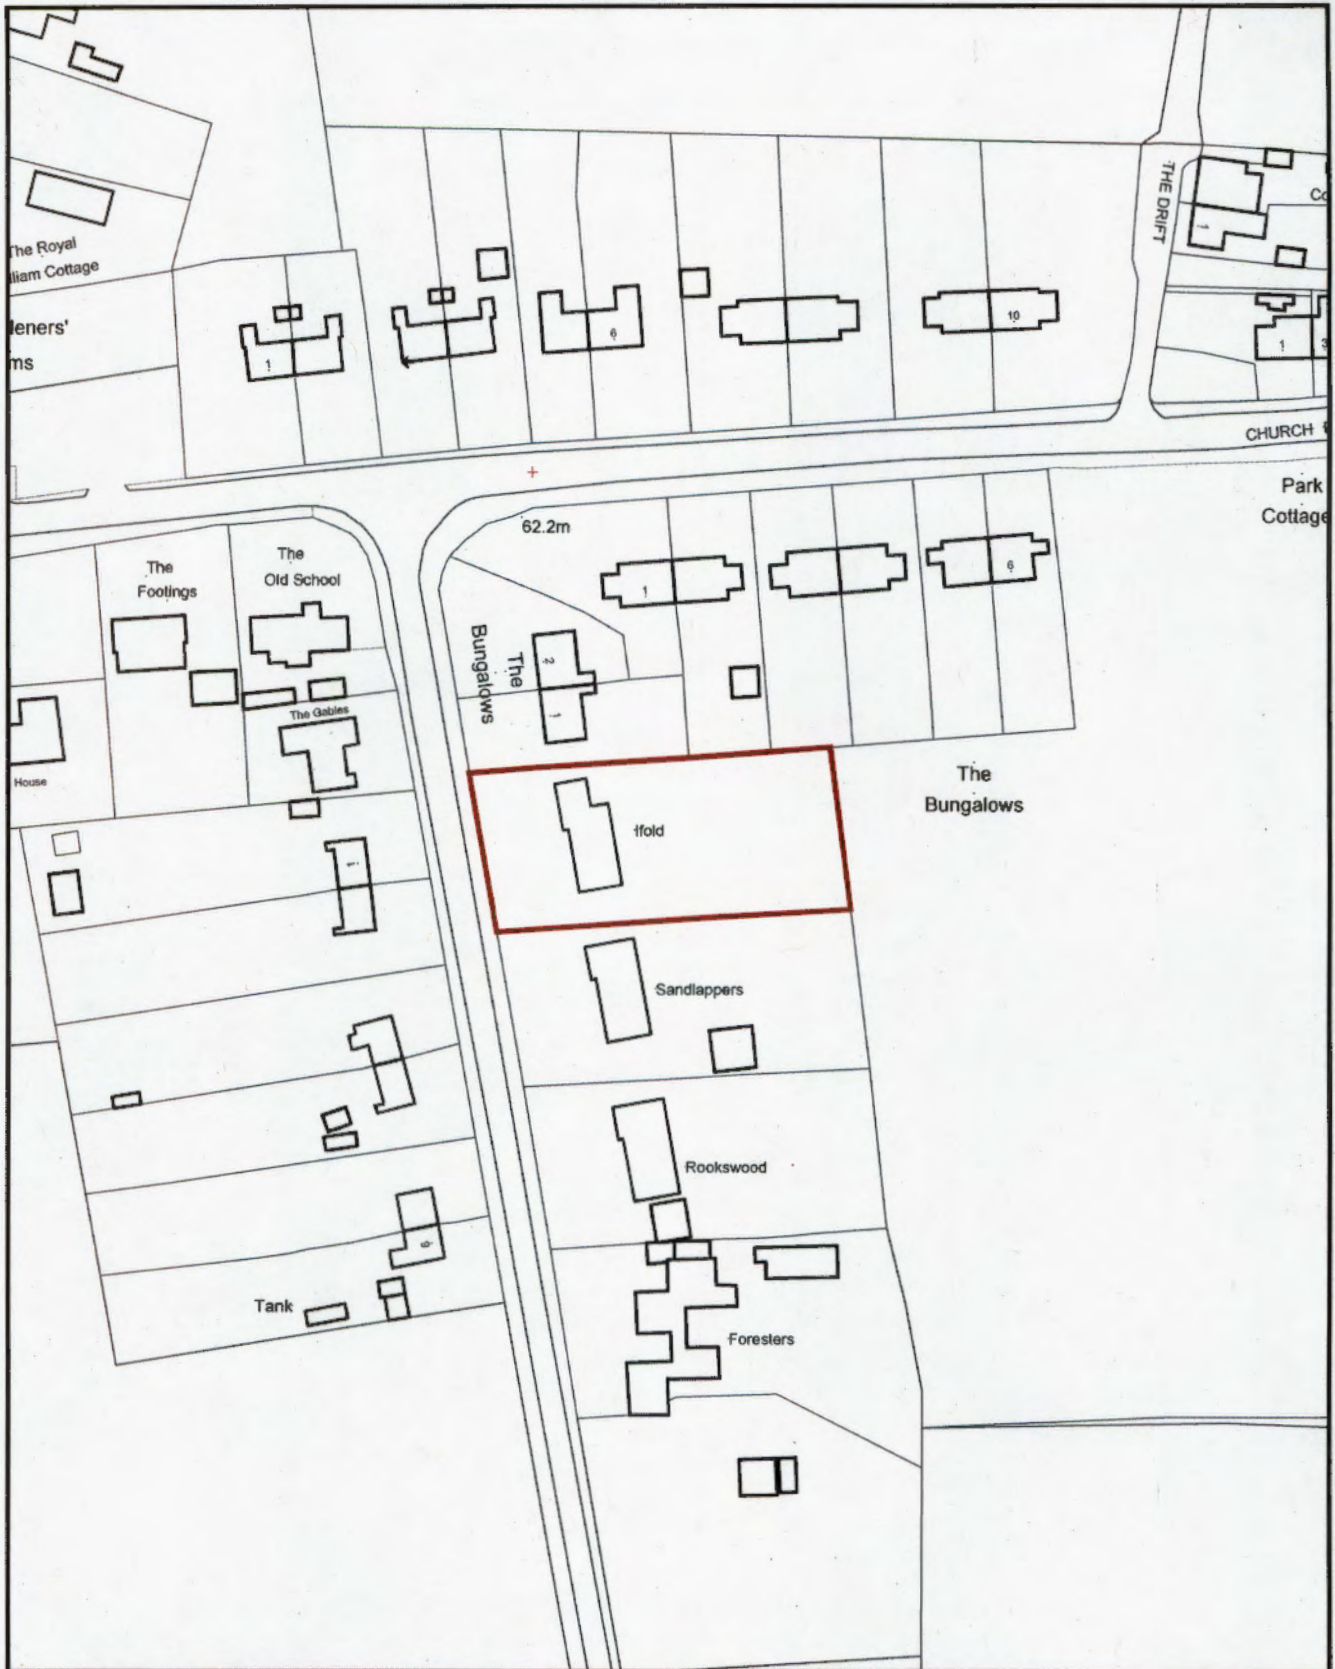 THE DRIFT
1
The Royal
liam Cottage
leners'
ms
1
6
10
1
CHURCH
Park
Cottage
62.2m
The
Footings
The
Old School
1
6
The
Bungalows
2
1
The Gables
House
The
Bungalows
Ifold
1
Sandlappers
Rookswood
Tank
Foresters